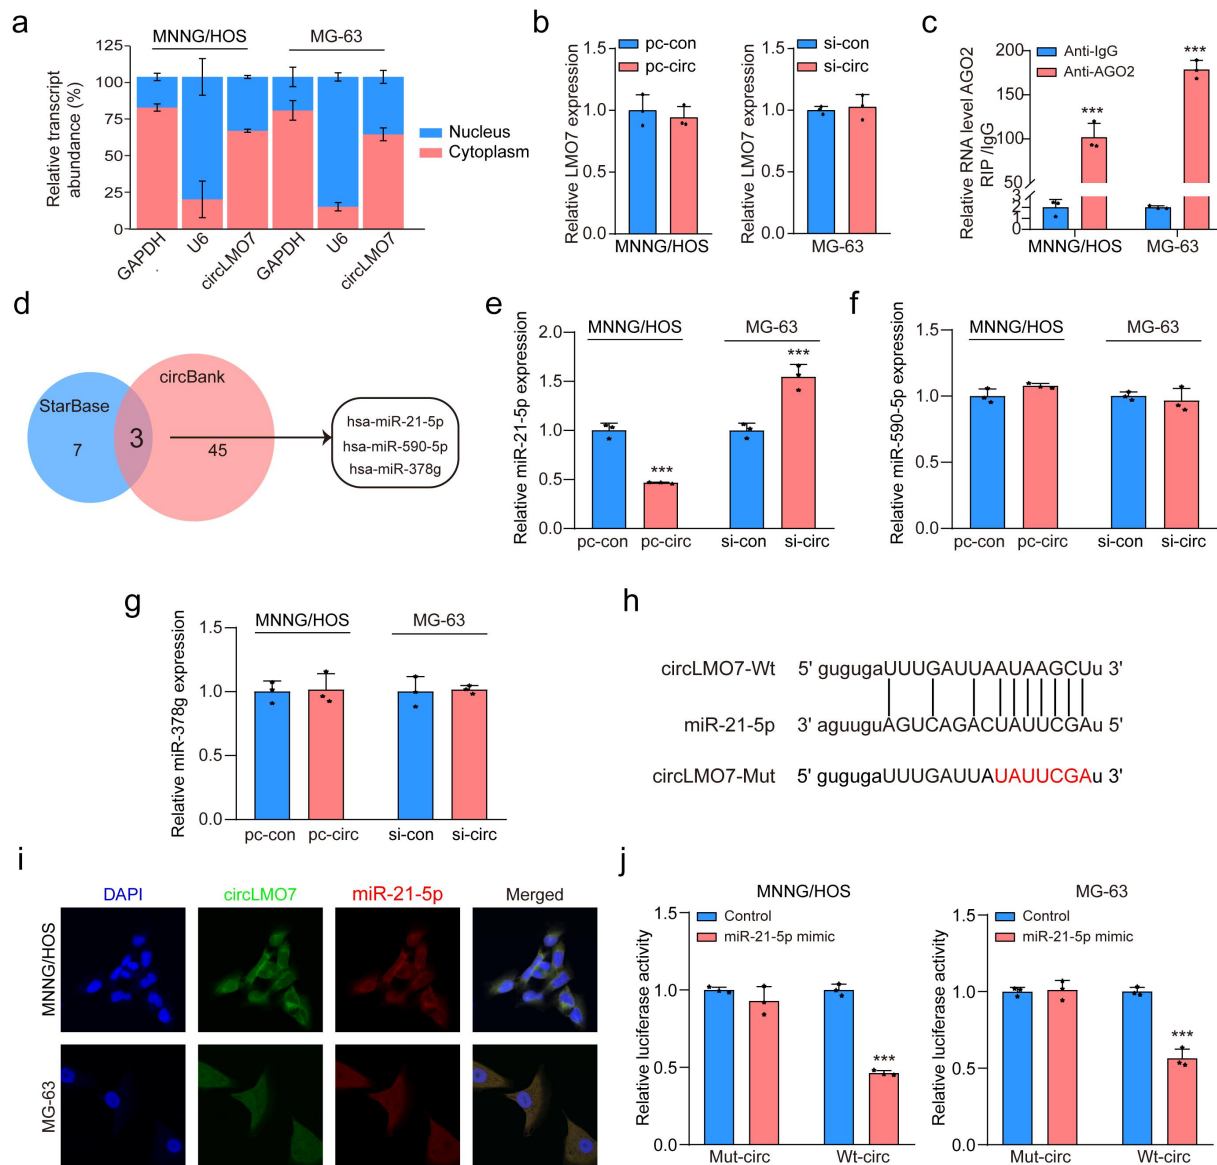 a
MNNG/HOS MG-63
Relative transcript
abundance (%)
125
100
75
50
25
0
GAPDH U6 circLMO7 GAPDH U6 circLMO7
Nucleus
Cytoplasm
b
Relative LMO7 expression
1.5
1.0
0.5
0.0
pc-con
pc-circ
MNNG/HOS
Relative LMO7 expression
1.5
1.0
0.5
0.0
si-con
si-circ
MG-63
c
Relative RNA level AGO2
RIP /IgG
200
150
100
50
3
2
1
0
Anti-IgG
Anti-AGO2
***
***
MNNG/HOS MG-63
d
StarBase
circBank
7 3 45
hsa-miR-21-5p
hsa-miR-590-5p
hsa-miR-378g
e
Relative miR-21-5p expression
2.0
1.5
1.0
0.5
0.0
MNNG/HOS MG-63
***
***
pc-con pc-circ si-con si-circ
f
Relative miR-590-5p expression
1.5
1.0
0.5
0.0
MNNG/HOS MG-63
pc-con pc-circ si-con si-circ
g
Relative miR-378g expression
1.5
1.0
0.5
0.0
MNNG/HOS MG-63
pc-con pc-circ si-con si-circ
h
circLMO7-Wt 5' gugugaUUUGAUUAAUAAGCUu 3'
miR-21-5p 3' aguuguAGUCAGACUAUUCGAu 5'
circLMO7-Mut 5' gugugaUUUGAUUAUAUUCGAu 3'
i
DAPI circLMO7 miR-21-5p Merged
MNNG/HOS
MG-63
j
MNNG/HOS
Relative luciferase activity
1.5
1.0
0.5
0.0
Control
miR-21-5p mimic
***
Mut-circ Wt-circ
MG-63
Relative luciferase activity
1.5
1.0
0.5
0.0
Control
miR-21-5p mimic
***
Mut-circ Wt-circ